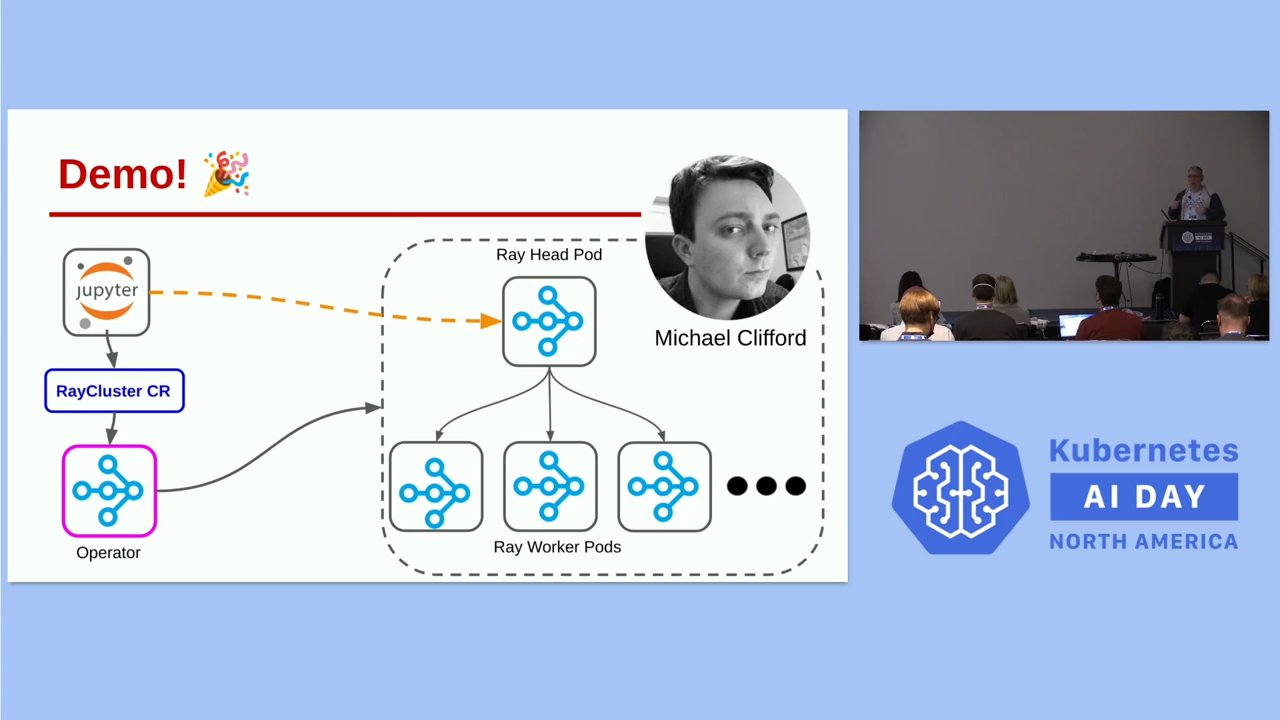 Demo!
jupyter
RayCluster CR
Operator
Ray Head Pod
Ray Worker Pods
Michael Clifford
Kubernetes
AI DAY
NORTH AMERICA